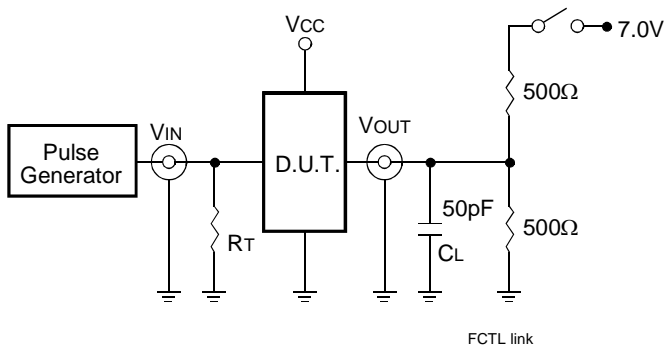 VCC
7.0V
500Ω
VIN
VOUT
Pulse
Generator
D.U.T.
50pF
CL
RT
500Ω
FCTL link